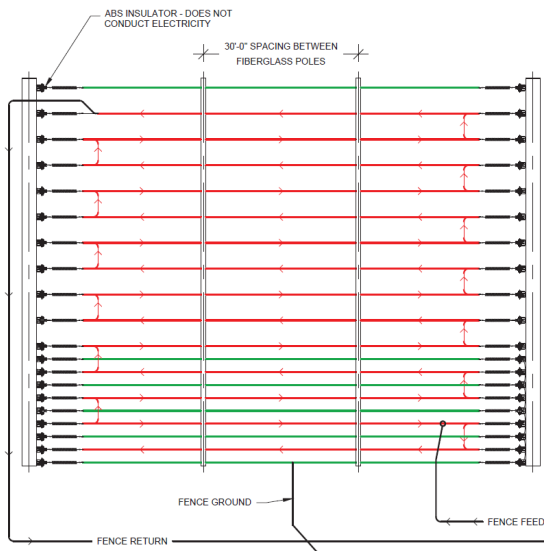 ABS INSULATOR - DOES NOT
CONDUCT ELECTRICITY
30'-0" SPACING BETWEEN
FIBERGLASS POLES
FENCE GROUND
FENCE FEED
FENCE RETURN